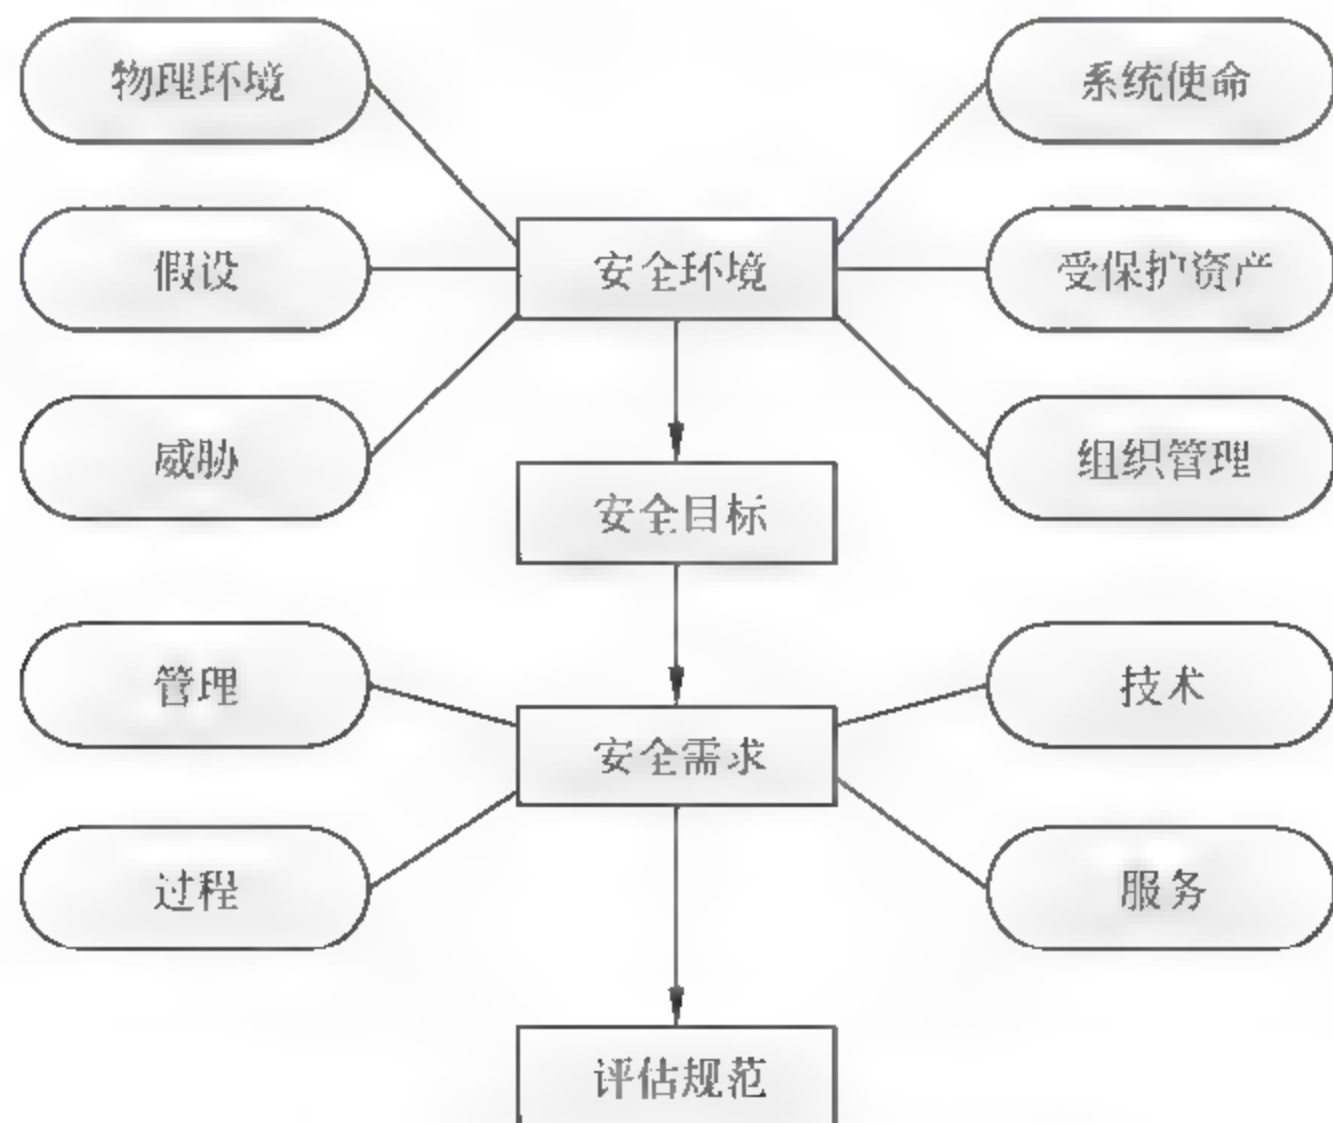 物理环境
系统使命
假设
安全环境
受保护资产
威胁
组织管理
安全目标
管理
技术
安全需求
过程
服务
评估规范